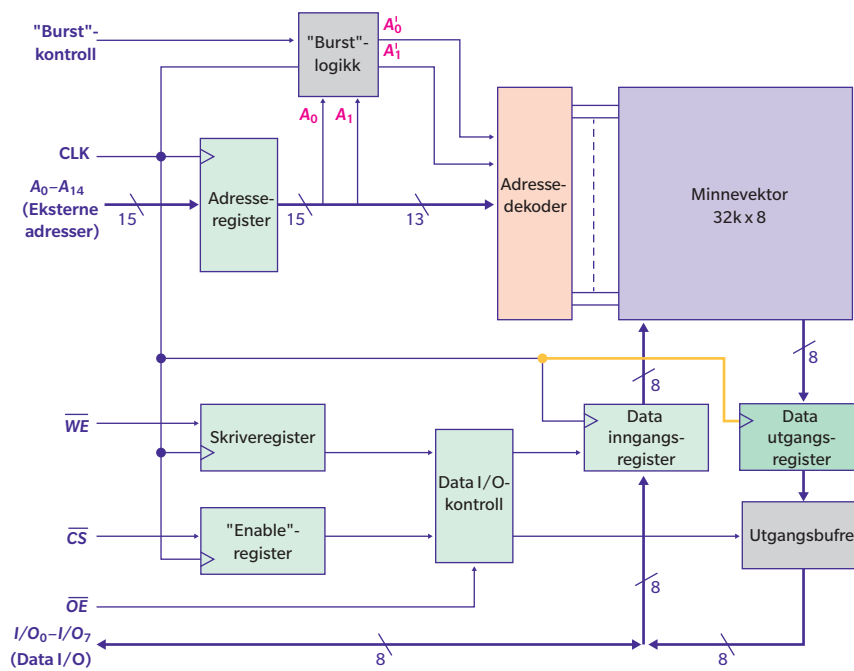 "Burst"-
kontroll
"Burst"-
logikk
A'0
A'1
A0
A1
CLK
A0–A14
(Eksterne
adresser)
15
Adresse-
register
15
13
Adresse-
dekoder
Minnevektor
32k x 8
8
8
WE
Skriveregister
Data I/O-
kontroll
Data
inngangs-
register
Data
utgangs-
register
CS
"Enable"-
register
Utgangsbufre
OE
8
I/O0–I/O7
(Data I/O)
8
8